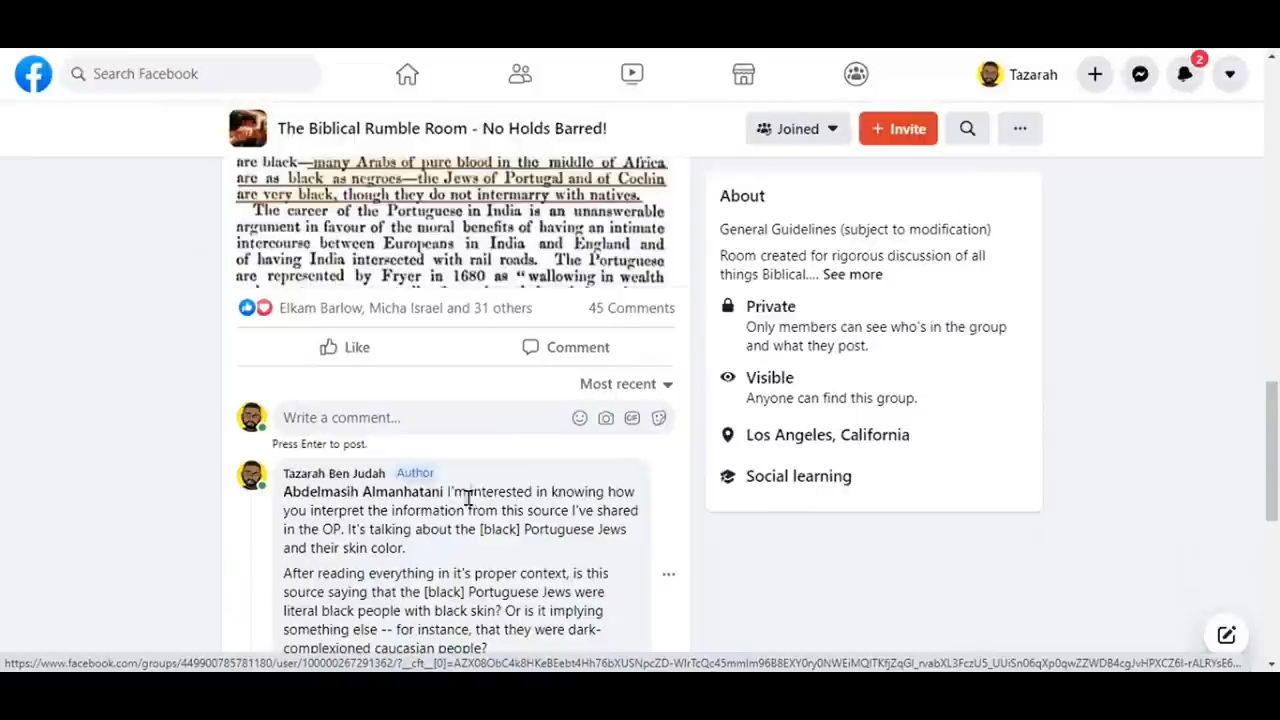 Search Facebook
Tazarah
2
The Biblical Rumble Room - No Holds Barred!
Joined
+ Invite
are black—many Arabs of pure blood in the middle of Africa
are as black as negroes—the Jews of Portugal and of Cochin
are very black, though they do not intermarry with natives.
The career of the Portuguese in India is an unanswerable
argument in favour of the moral benefits of having an intimate
intercourse between Europeans in India and England and
of having India intersected with rail roads. The Portuguese
are represented by Fryer in 1680 as “wallowing in wealth
Elkam Barlow, Micha Israel and 31 others
45 Comments
Like
Comment
Most recent
Write a comment...
GIF
Press Enter to post.
Tazarah Ben Judah Author
Abdelmasih Almanhatani I'm interested in knowing how
you interpret the information from this source I've shared
in the OP. It's talking about the [black] Portuguese Jews
and their skin color.
After reading everything in it's proper context, is this
source saying that the [black] Portuguese Jews were
literal black people with black skin? Or is it implying
something else -- for instance, that they were dark-
complexioned caucasian people?
About
General Guidelines (subject to modification)
Room created for rigorous discussion of all
things Biblical.... See more
Private
Only members can see who's in the group
and what they post.
Visible
Anyone can find this group.
Los Angeles, California
Social learning